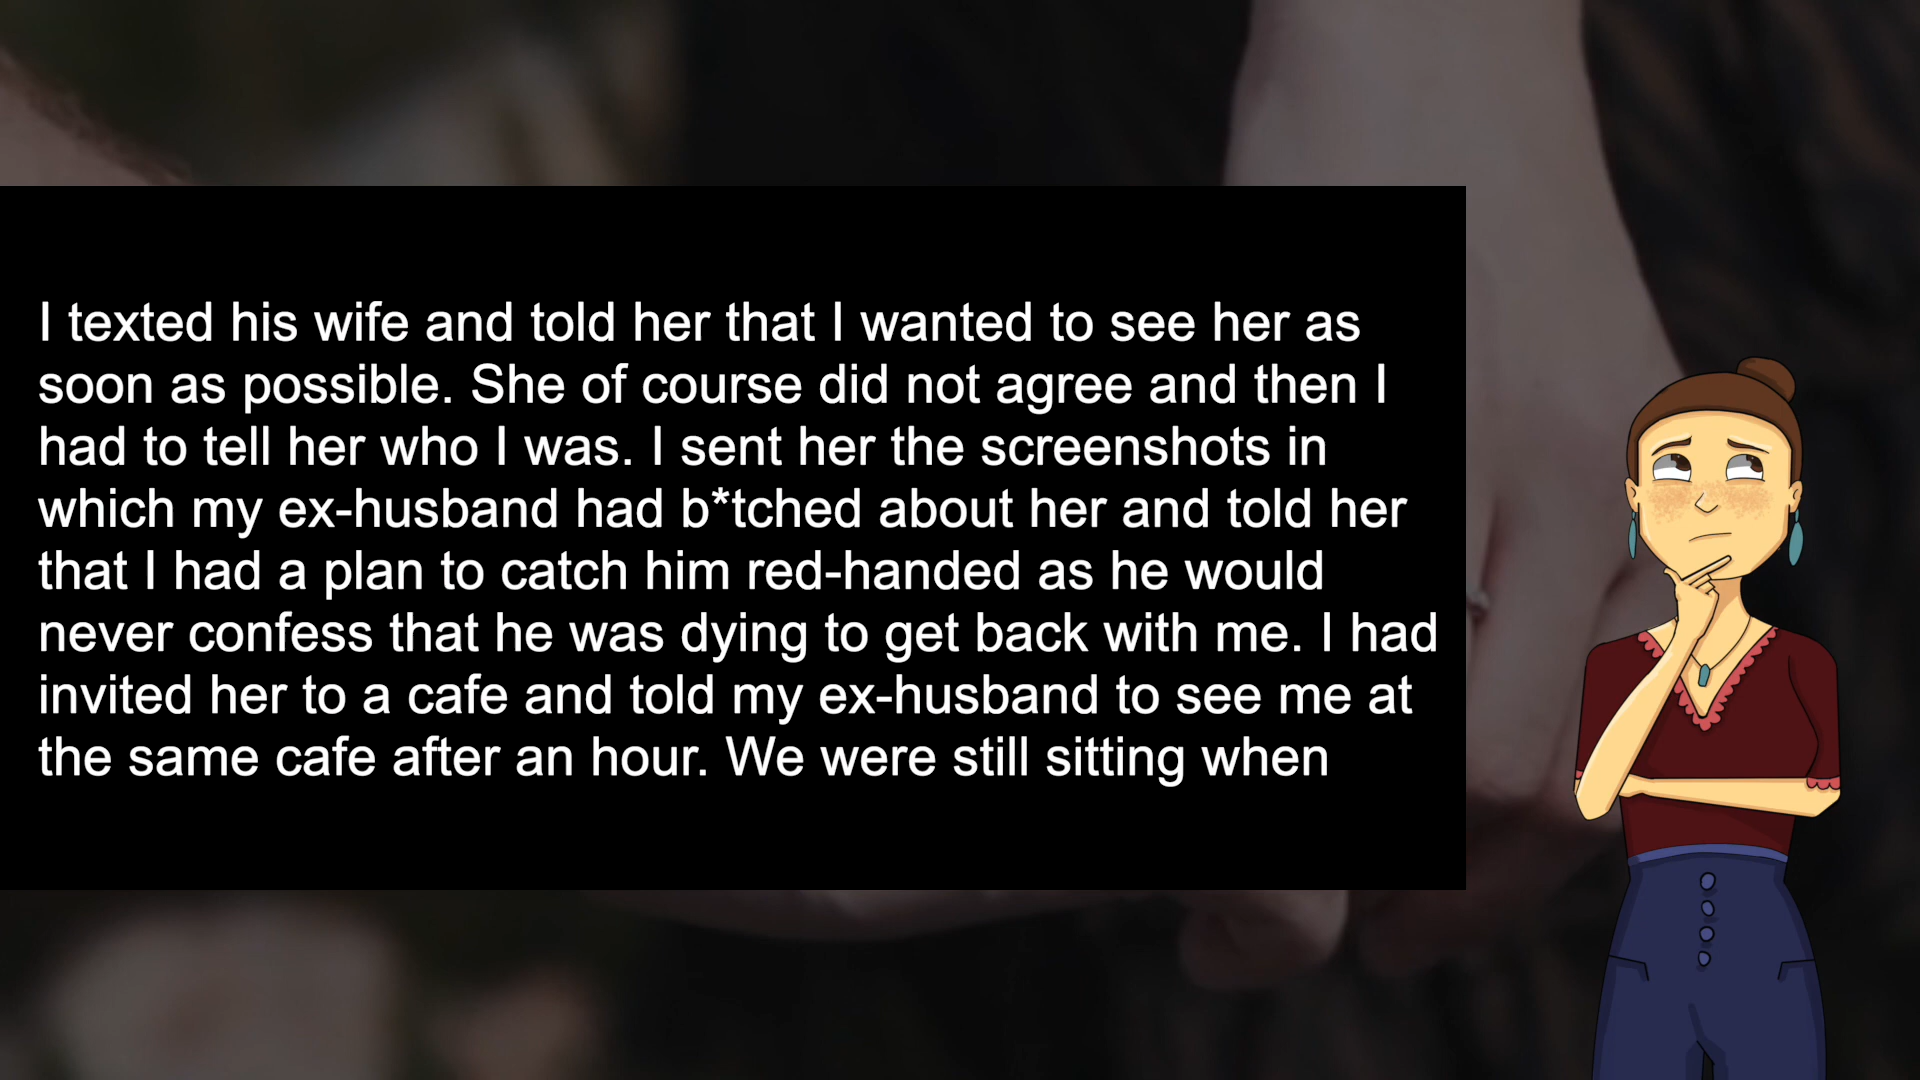 I texted his wife and told her that I wanted to see her as
soon as possible. She of course did not agree and then I
had to tell her who I was. I sent her the screenshots in
which my ex-husband had b*tched about her and told her
that I had a plan to catch him red-handed as he would
never confess that he was dying to get back with me. I had
invited her to a cafe and told my ex-husband to see me at
the same cafe after an hour. We were still sitting when